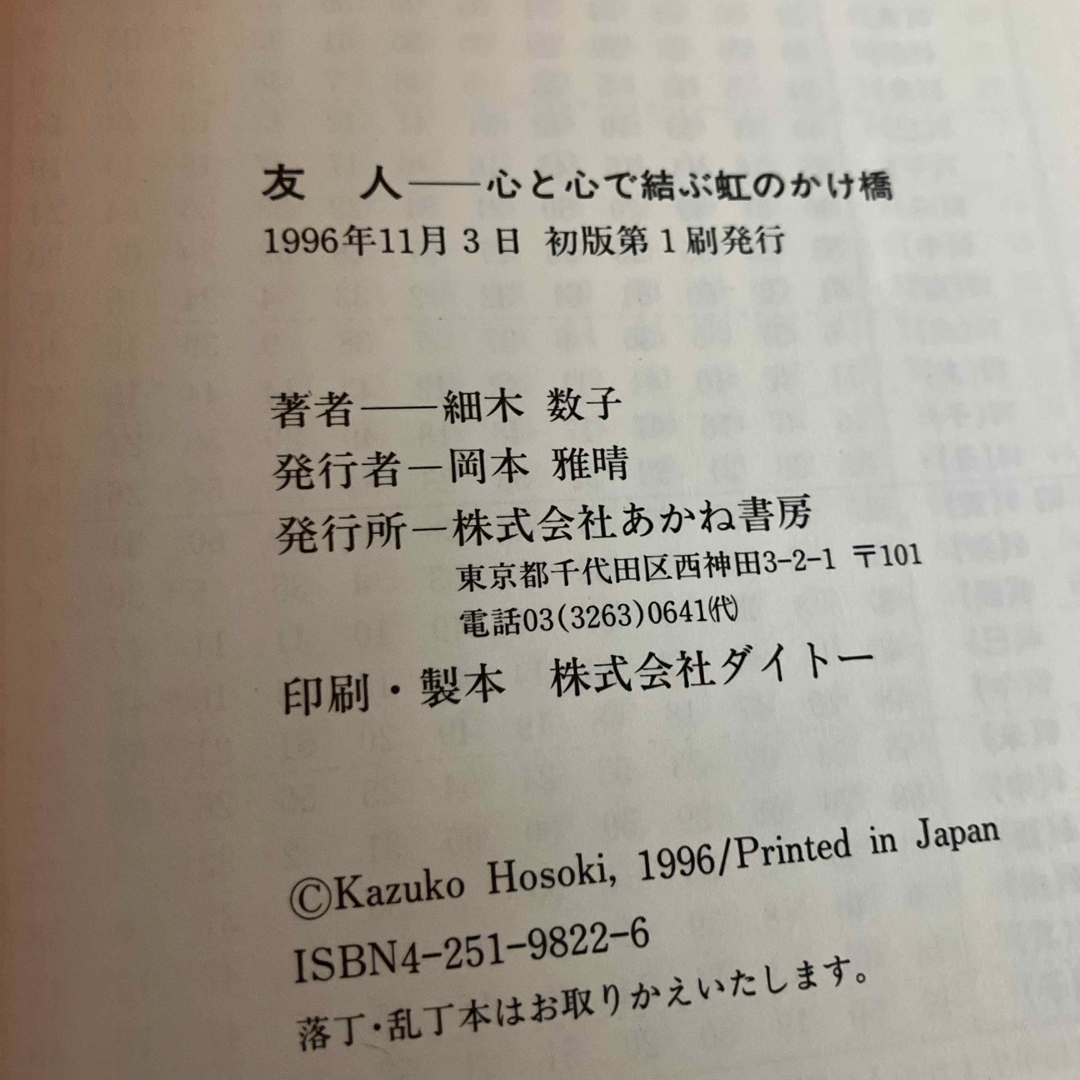 友　人――心と心で結ぶ虹のかけ橋
1996年11月3日 初版第1刷発行
著者――細木 数子
発行者―岡本 雅晴
発行所―株式会社あかね書房
東京都千代田区西神田3-2-1 〒101
電話03(3263)0641㈹
印刷・製本　株式会社ダイトー
©Kazuko Hosoki, 1996/Printed in Japan
ISBN4-251-9822-6
落丁・乱丁本はお取りかえいたします。